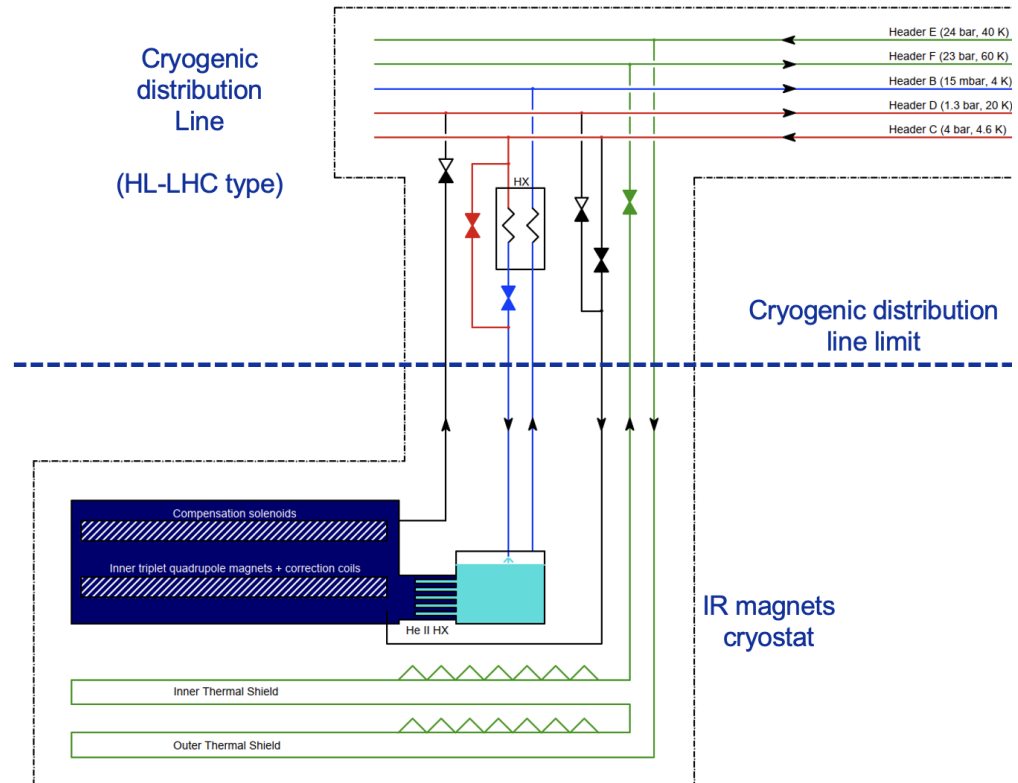 Cryogenic
distribution
Line
(HL-LHC type)
Header E (24 bar, 40 K)
Header F (23 bar, 60 K)
Header B (15 mbar, 4 K)
Header D (1.3 bar, 20 K)
Header C (4 bar, 4.6 K)
HX
Cryogenic distribution
line limit
Compensation solenoids
Inner triplet quadrupole magnets + correction coils
He II HX
IR magnets
cryostat
Inner Thermal Shield
Outer Thermal Shield